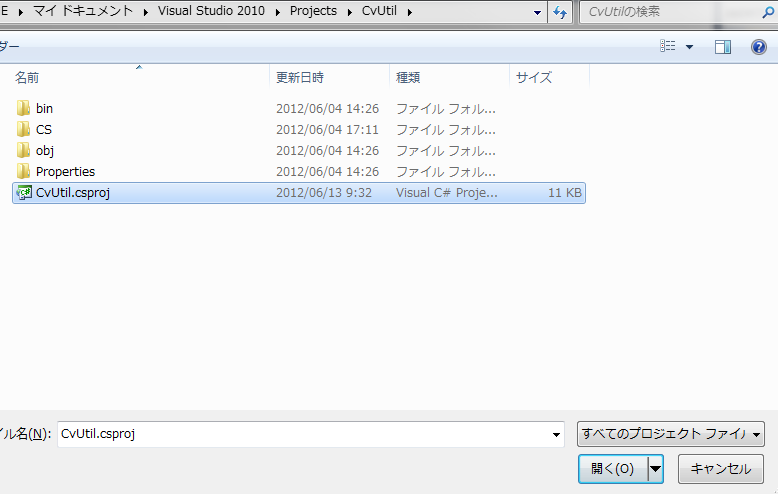 E ▸ マイ ドキュメント ▸ Visual Studio 2010 ▸ Projects ▸ CvUtil ▸ CvUtilの検索
ダー
名前 更新日時 種類 サイズ
bin 2012/06/04 14:26 ファイル フォル...
CS 2012/06/04 17:11 ファイル フォル...
obj 2012/06/04 14:26 ファイル フォル...
Properties 2012/06/04 14:26 ファイル フォル...
CvUtil.csproj 2012/06/13 9:32 Visual C# Proje... 11 KB
イル名(N): CvUtil.csproj すべてのプロジェクト ファイル
開く(O) キャンセル